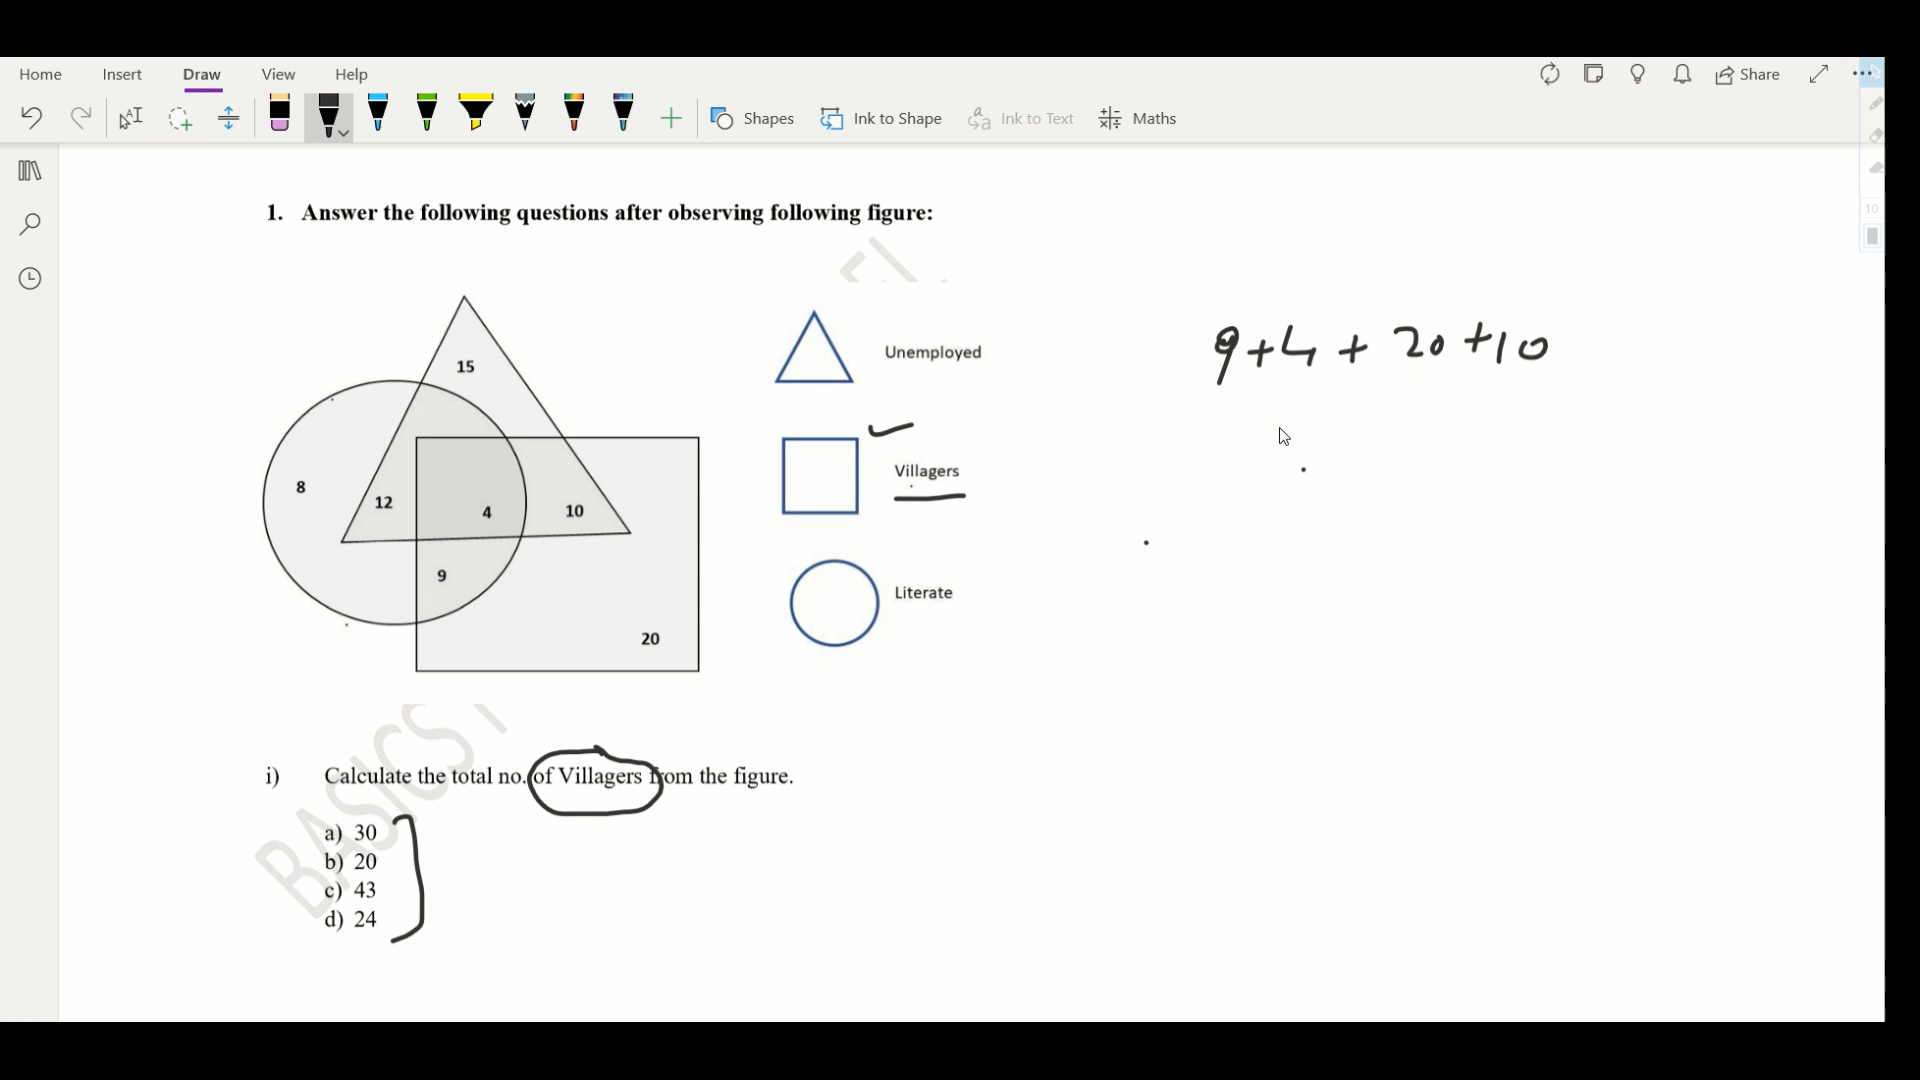 Home Insert Draw View Help Share
Shapes Ink to Shape Ink to Text Maths
10
1. Answer the following questions after observing following figure:
15
Unemployed
9+4+20+10
8
12
4
10
Villagers
9
Literate
20
i) Calculate the total no. of Villagers from the figure.
a) 30
b) 20
c) 43
d) 24
BASICS